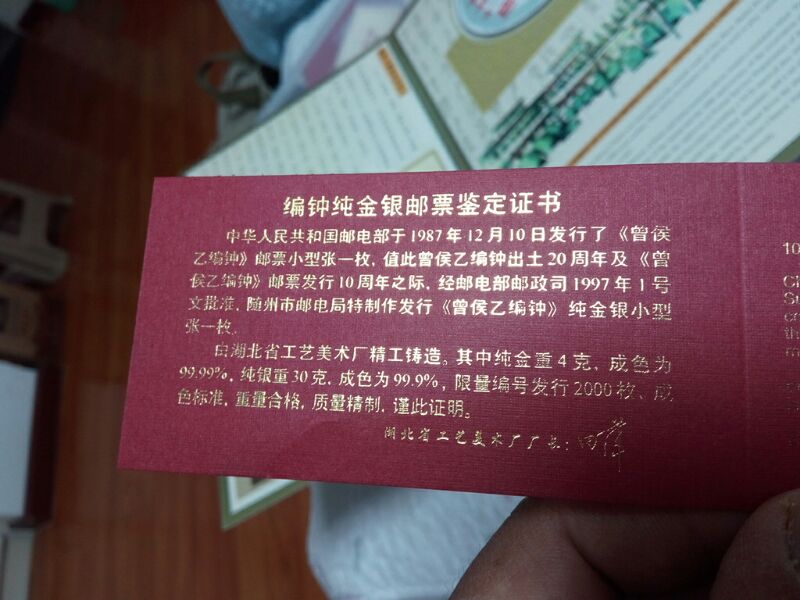 编钟纯金银邮票鉴定证书
中华人民共和国邮电部于1987年12月10日发行了《曾侯
乙编钟》邮票小型张一枚，值此曾侯乙编钟出土20周年及《曾
侯乙编钟》邮票发行10周年之际，经邮电部邮政司1997年1号
文批准，随州市邮电局特制作发行《曾侯乙编钟》纯金银小型
张一枚。
由湖北省工艺美术厂精工铸造。其中纯金重4克，成色为
99.99%，纯银重30克，成色为99.9%，限量编号发行2000枚，成
色标准，重量合格，质量精制，谨此证明。
湖北省工艺美术厂厂长：
10